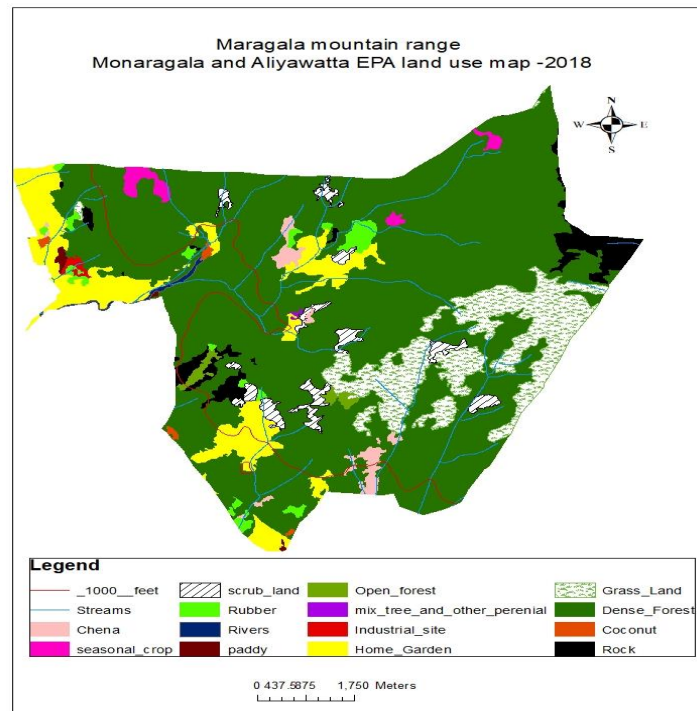 Maragala mountain range
Monaragala and Aliyawatta EPA land use map -2018
N
W E
S
Legend
_1000__feet scrub_land Open_forest Grass_Land
Streams Rubber mix_tree_and_other_perenial Dense_Forest
Chena Rivers Industrial_site Coconut
seasonal_crop paddy Home_Garden Rock
0 437.5875 1,750 Meters